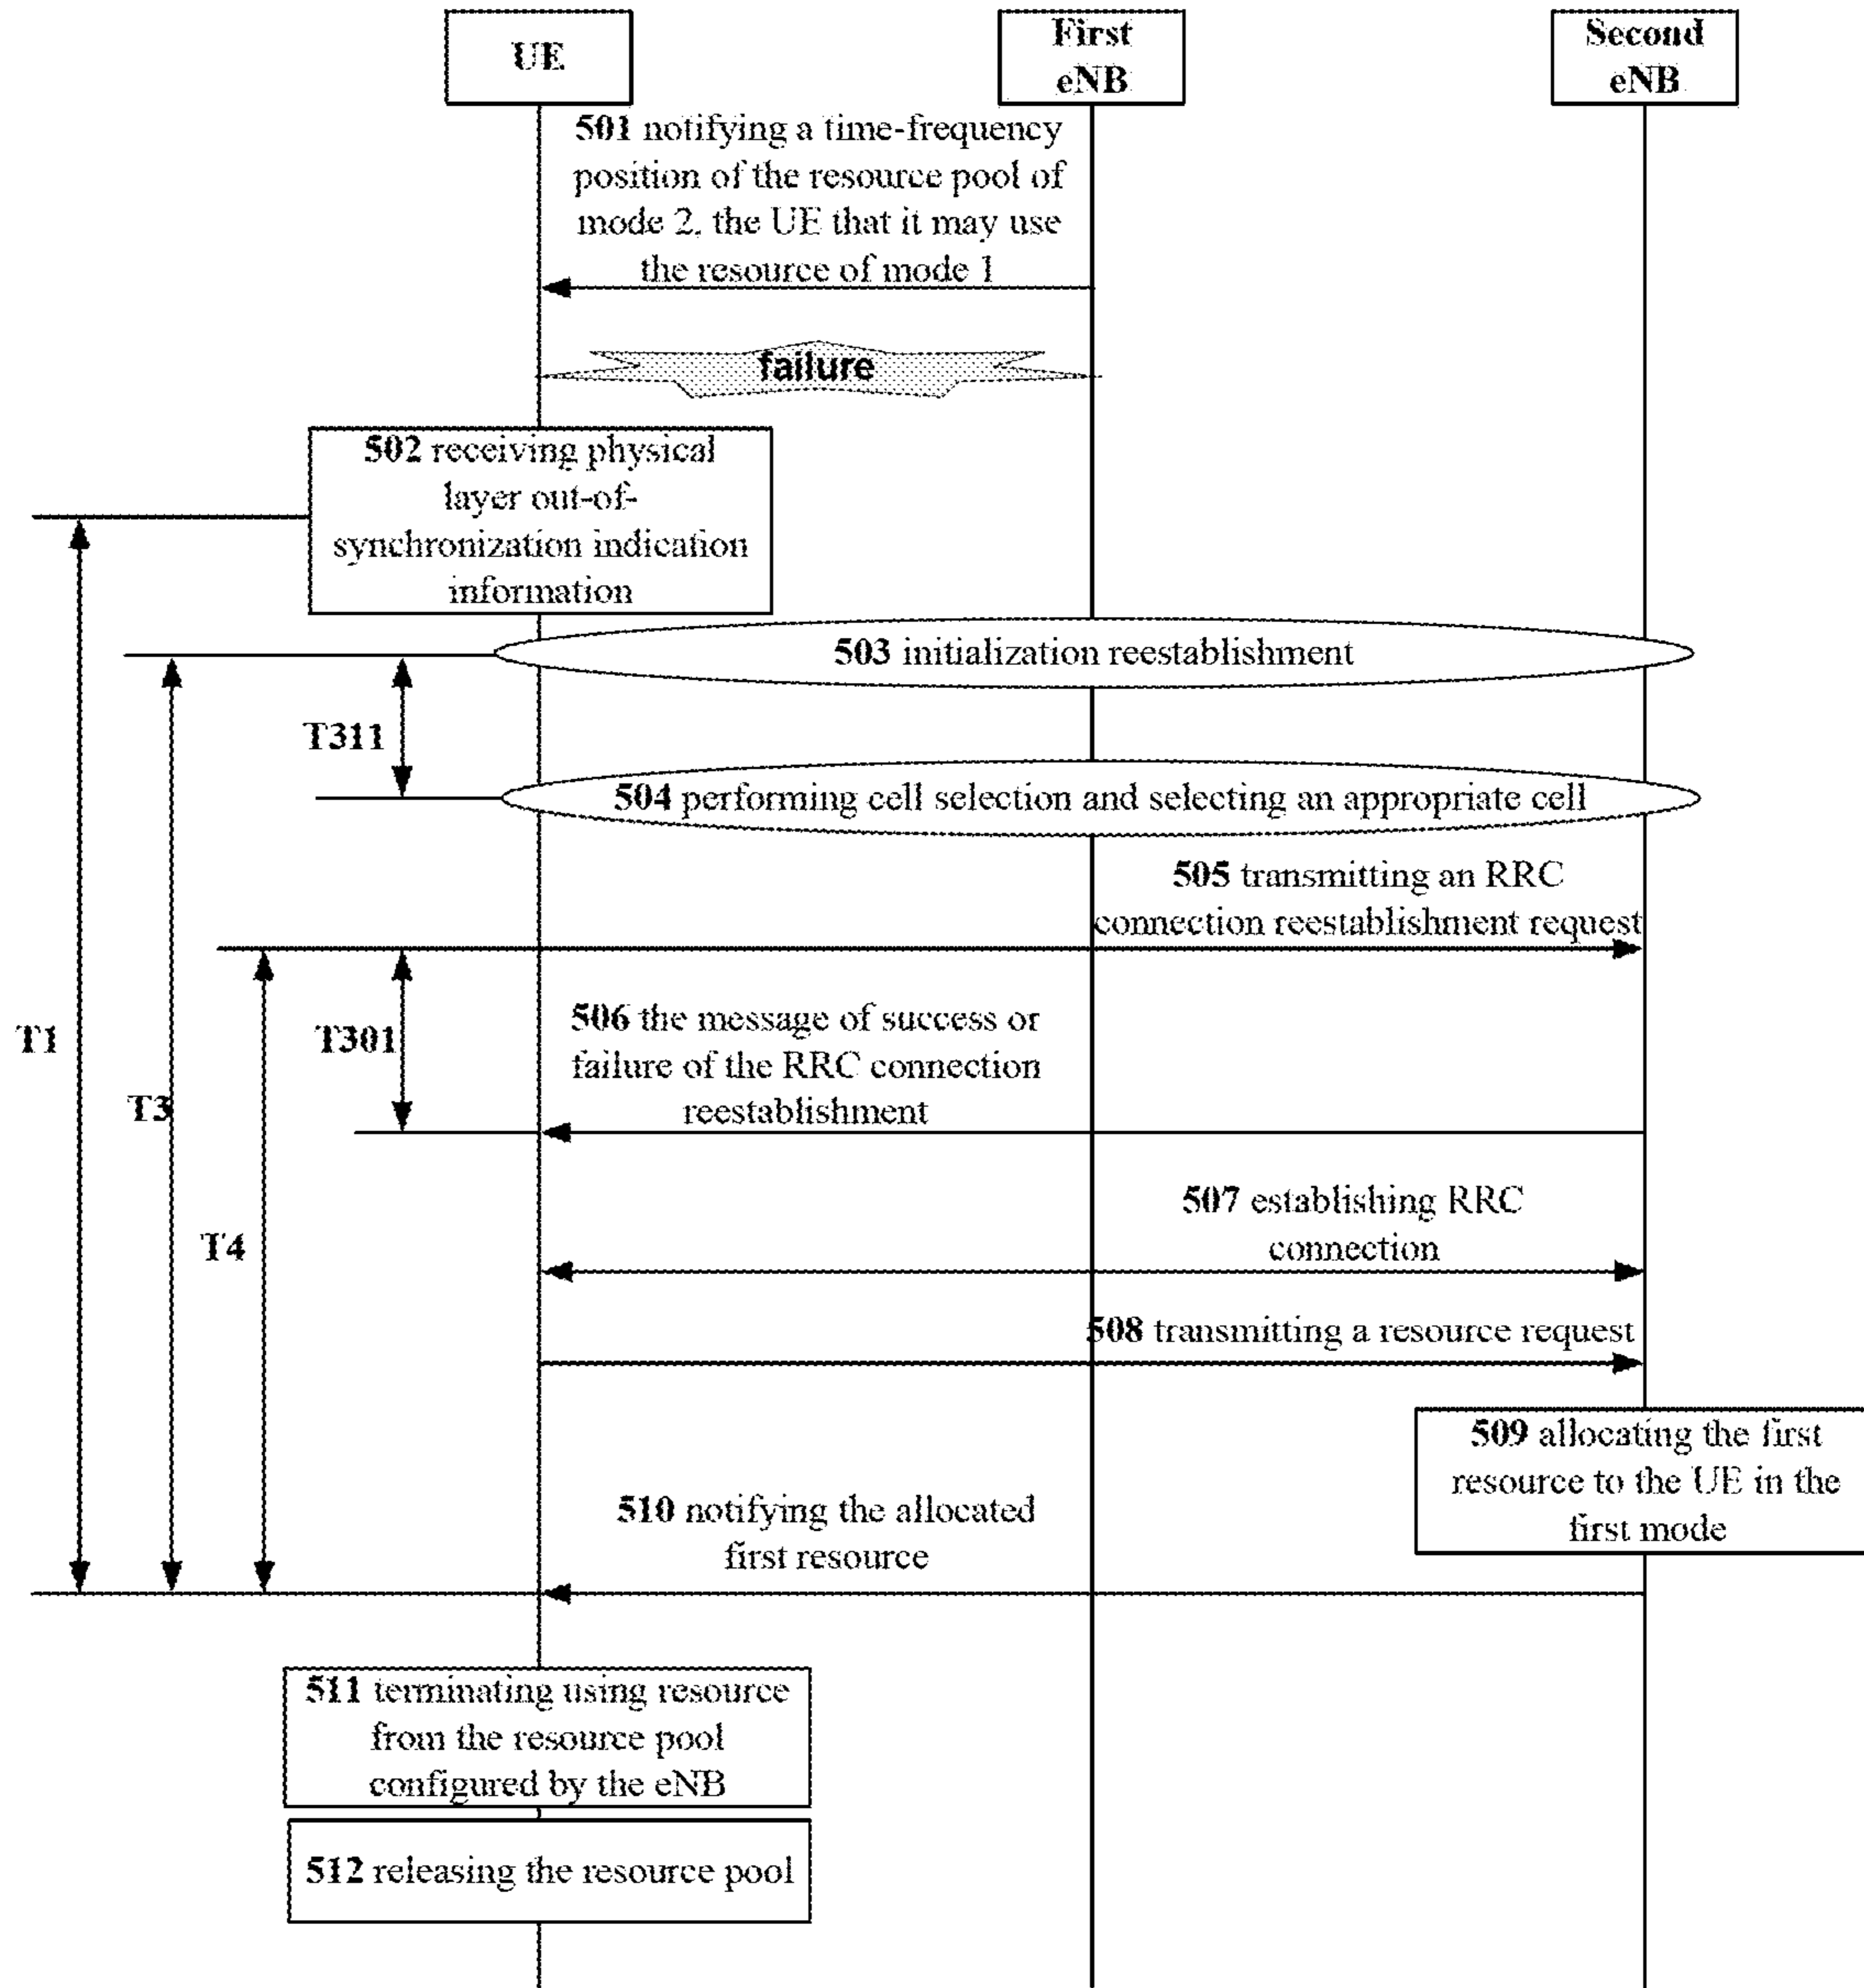 UE
First
eNB
Second
eNB
501 notifying a time-frequency
position of the resource pool of
mode 2, the UE that it may use
the resource of mode 1
failure
502 receiving physical
layer out-of-
synchronization indication
information
503 initialization reestablishment
T311
504 performing cell selection and selecting an appropriate cell
505 transmitting an RRC
connection reestablishment request
T1
T3
T301
506 the message of success or
failure of the RRC connection
reestablishment
T4
507 establishing RRC
connection
508 transmitting a resource request
509 allocating the first
resource to the UE in the
first mode
510 notifying the allocated
first resource
511 terminating using resource
from the resource pool
configured by the eNB
512 releasing the resource pool